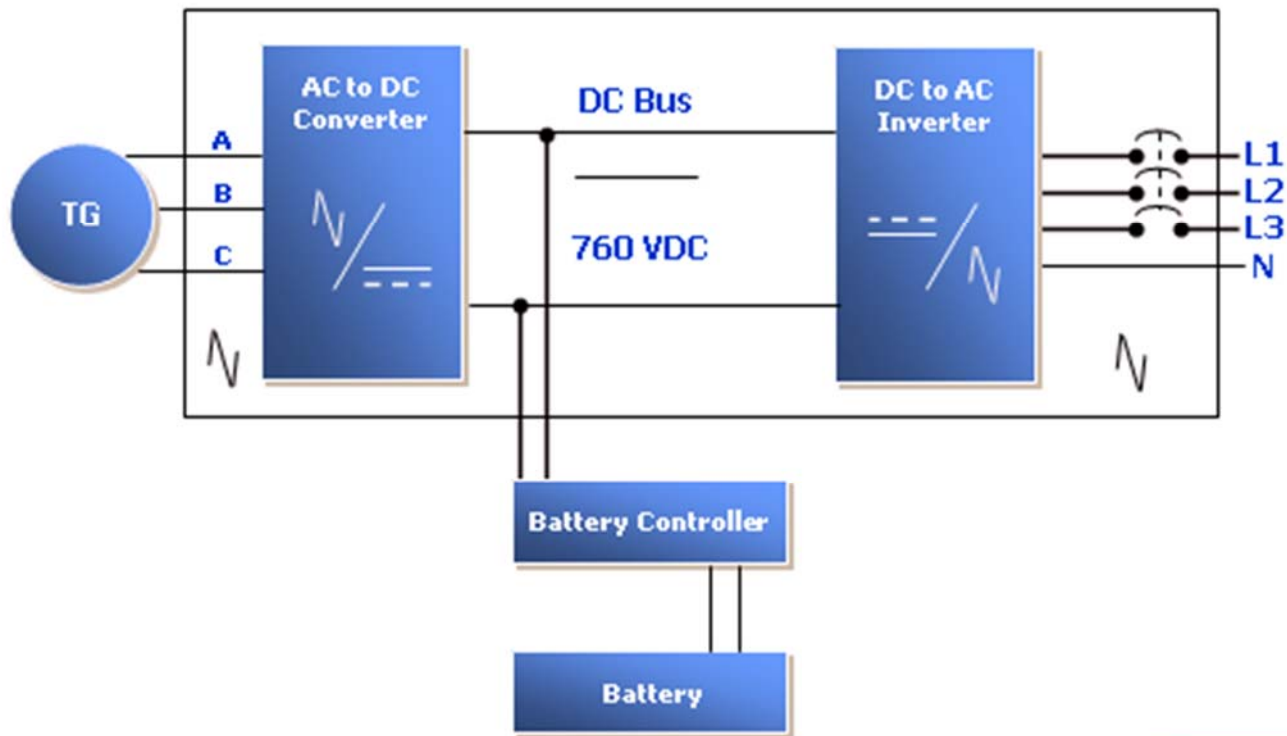 AC to DC
Converter
DC Bus
DC to AC
Inverter
A
B
C
TG
760 VDC
L1
L2
L3
N
Battery Controller
Battery